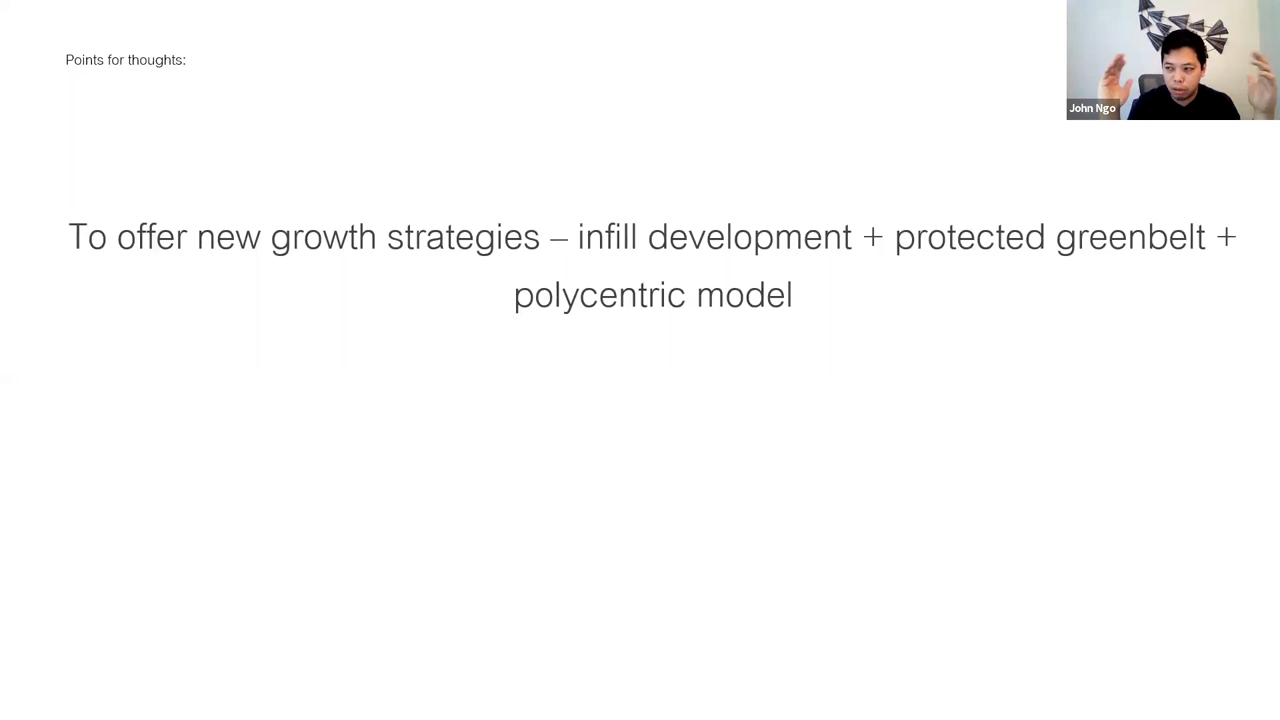 Points for thoughts:
John Ngo
To offer new growth strategies – infill development + protected greenbelt +
polycentric model